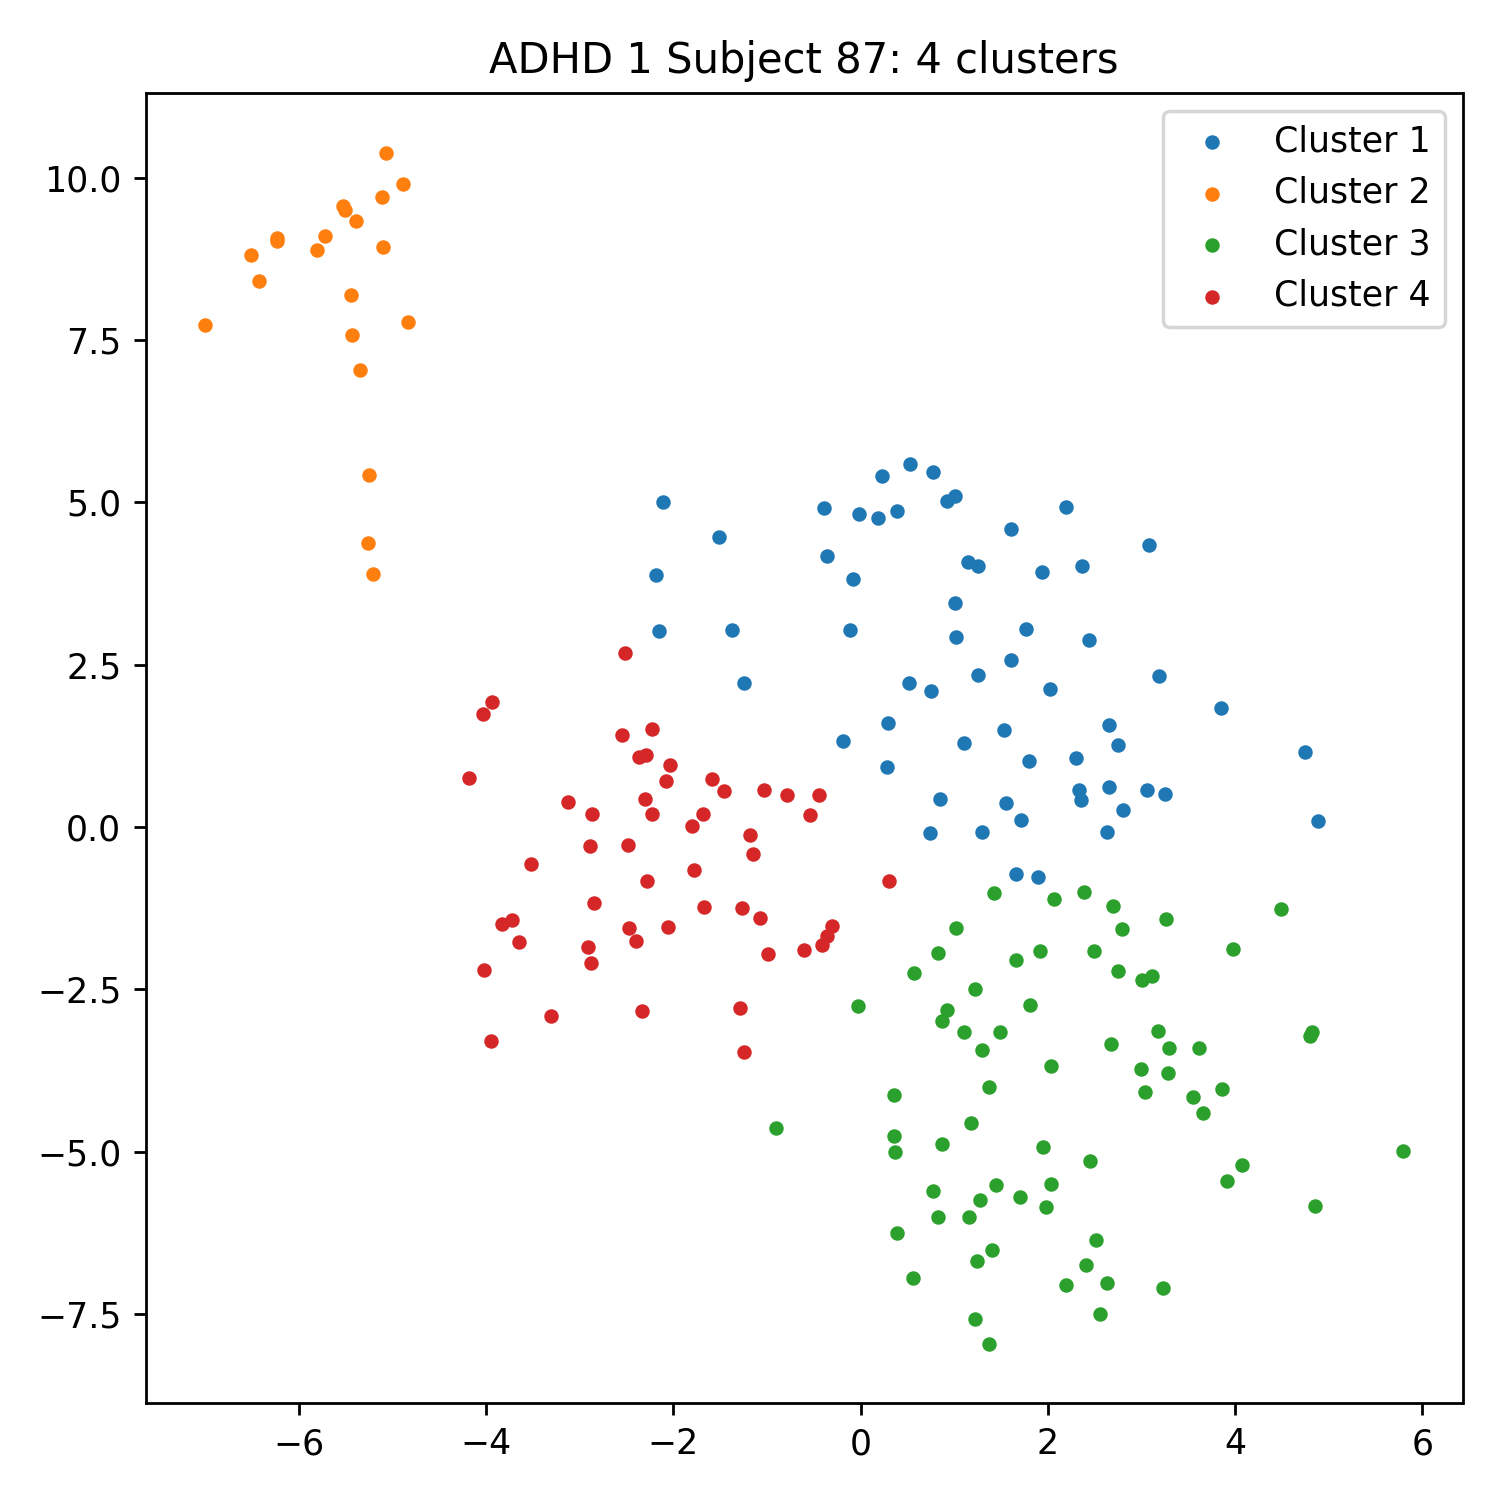 ADHD 1 Subject 87: 4 clusters
Cluster 1
Cluster 2
Cluster 3
Cluster 4
10.0
7.5
5.0
2.5
0.0
−2.5
−5.0
−7.5
−6 −4 −2 0 2 4 6